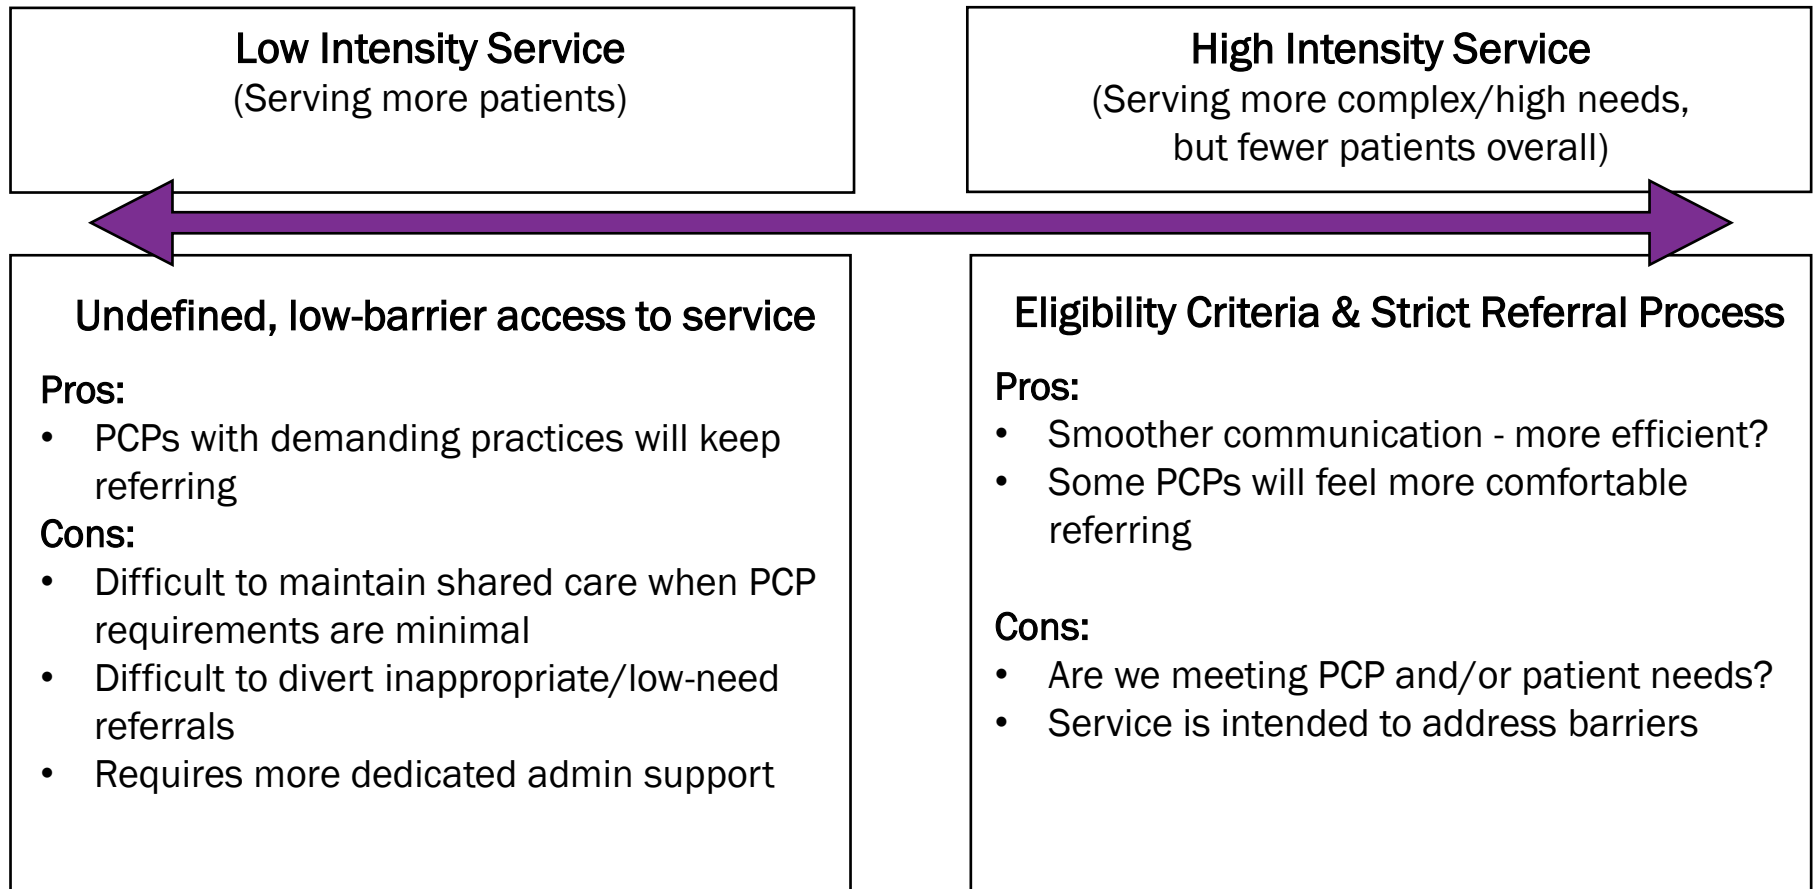 Low Intensity Service
(Serving more patients)
High Intensity Service
(Serving more complex/high needs,
but fewer patients overall)
Undefined, low-barrier access to service
Pros:
• PCPs with demanding practices will keep
referring
Cons:
• Difficult to maintain shared care when PCP
requirements are minimal
• Difficult to divert inappropriate/low-need
referrals
• Requires more dedicated admin support
Eligibility Criteria & Strict Referral Process
Pros:
• Smoother communication - more efficient?
• Some PCPs will feel more comfortable
referring
Cons:
• Are we meeting PCP and/or patient needs?
• Service is intended to address barriers